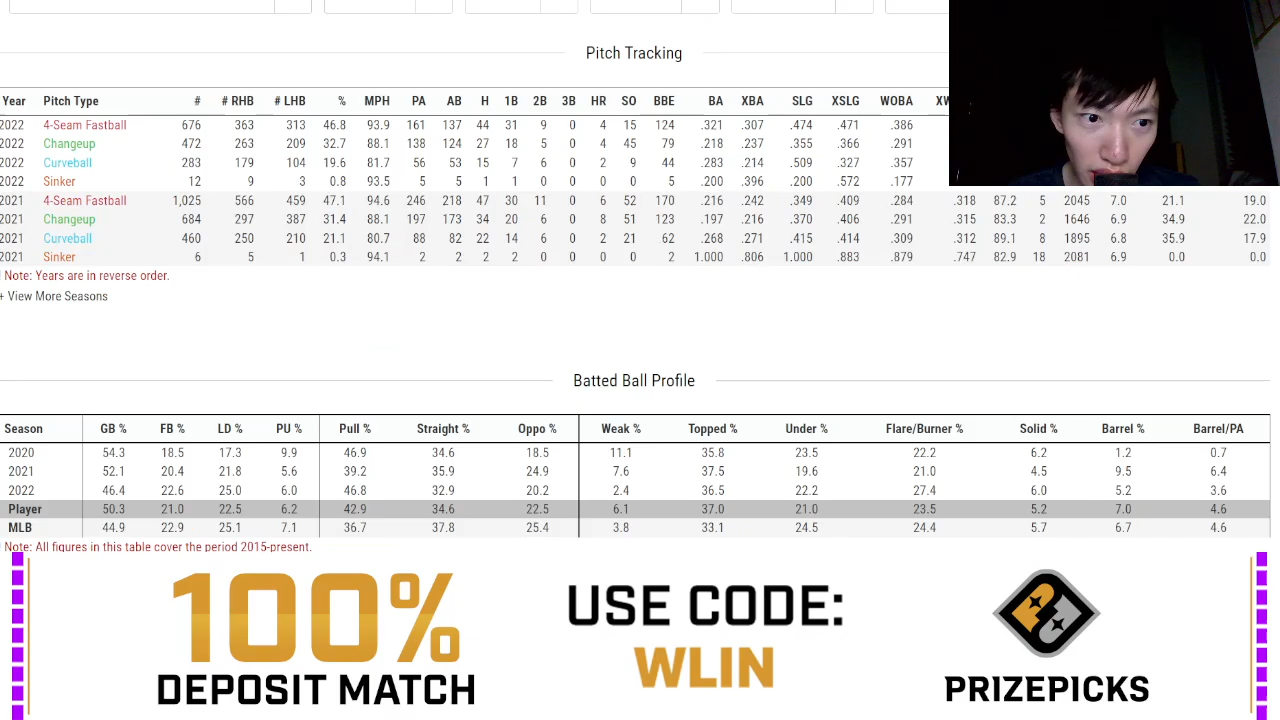 Pitch Tracking
Year Pitch Type # # RHB # LHB % MPH PA AB H 1B 2B 3B HR SO BBE BA XBA SLG XSLG WOBA
2022 4-Seam Fastball 676 363 313 46.8 93.9 161 137 44 31 9 0 4 15 124 .321 .307 .474 .471 .386
2022 Changeup 472 263 209 32.7 88.1 138 124 27 18 5 0 4 45 79 .218 .237 .355 .366 .291
2022 Curveball 283 179 104 19.6 81.7 56 53 15 7 6 0 2 9 44 .283 .214 .509 .327 .357
2022 Sinker 12 9 3 0.8 93.5 5 5 1 1 0 0 0 0 5 .200 .396 .200 .572 .177
2021 4-Seam Fastball 1,025 566 459 47.1 93.6 246 218 47 30 11 0 6 52 170 .216 .242 .349 .409 .284 .318 87.2 5 2045 7.0 21.1 19.0
2021 Changeup 684 297 387 31.4 88.1 197 173 34 20 6 0 8 51 123 .197 .216 .370 .406 .291 .315 83.3 2 1646 6.9 34.9 22.0
2021 Curveball 460 250 210 21.1 80.7 88 82 22 14 6 0 2 21 62 .268 .271 .415 .414 .309 .312 89.1 8 1895 6.8 35.9 17.9
2021 Sinker 6 5 1 0.3 94.1 2 2 2 2 0 0 0 0 2 1.000 .806 1.000 .883 .879 .747 82.9 18 2081 6.9 0.0 0.0
Note: Years are in reverse order.
+ View More Seasons
Batted Ball Profile
Season GB % FB % LD % PU % Pull % Straight % Oppo % Weak % Topped % Under % Flare/Burner % Solid % Barrel % Barrel/PA
2020 54.3 18.5 17.3 9.9 46.9 34.6 18.5 11.1 35.8 23.5 22.2 6.2 1.2 0.7
2021 52.1 20.4 21.8 5.6 39.2 35.9 24.9 7.6 37.5 19.6 21.0 4.5 9.5 6.4
2022 46.4 22.6 25.0 6.0 46.8 32.9 20.2 2.4 36.5 22.2 27.4 6.0 5.2 3.6
Player 50.3 21.0 22.5 6.2 42.9 34.6 22.5 6.1 37.0 21.0 23.5 5.2 7.0 4.6
MLB 44.9 22.9 25.1 7.1 36.7 37.8 25.4 3.8 33.1 24.5 24.4 5.7 6.7 4.6
Note: All figures in this table cover the period 2015-present.
100%
DEPOSIT MATCH
USE CODE:
WLIN
PRIZEPICKS